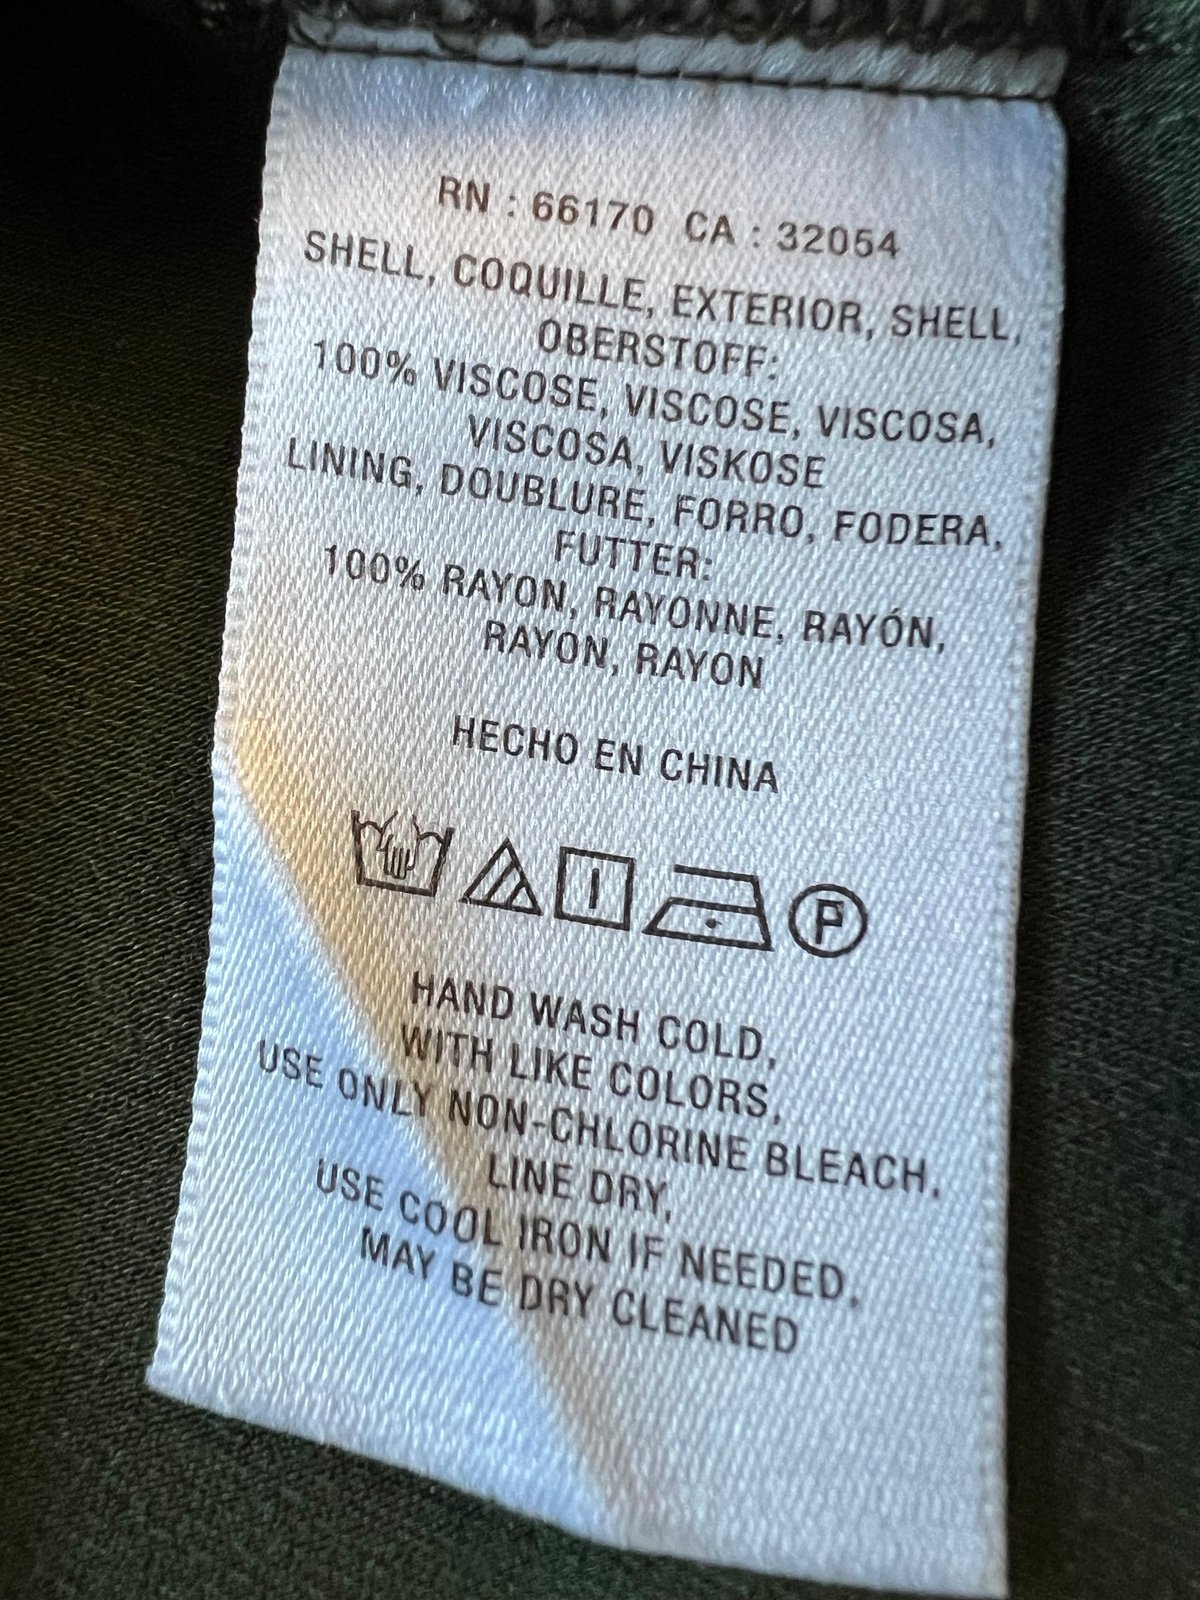 RN : 66170 CA : 32054
SHELL, COQUILLE, EXTERIOR, SHELL,
OBERSTOFF:
100% VISCOSE, VISCOSE, VISCOSA,
VISCOSA, VISKOSE
LINING, DOUBLURE, FORRO, FODERA,
FUTTER:
100% RAYON, RAYONNE, RAYÓN,
RAYON, RAYON
HECHO EN CHINA
P
HAND WASH COLD,
WITH LIKE COLORS,
USE ONLY NON-CHLORINE BLEACH,
LINE DRY,
USE COOL IRON IF NEEDED,
MAY BE DRY CLEANED